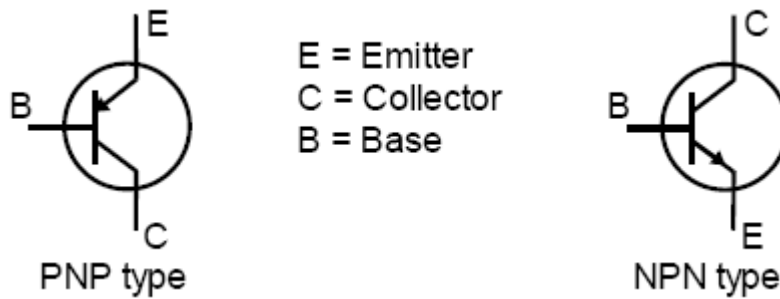 E
B
C
PNP type
E = Emitter
C = Collector
B = Base
C
B
E
NPN type